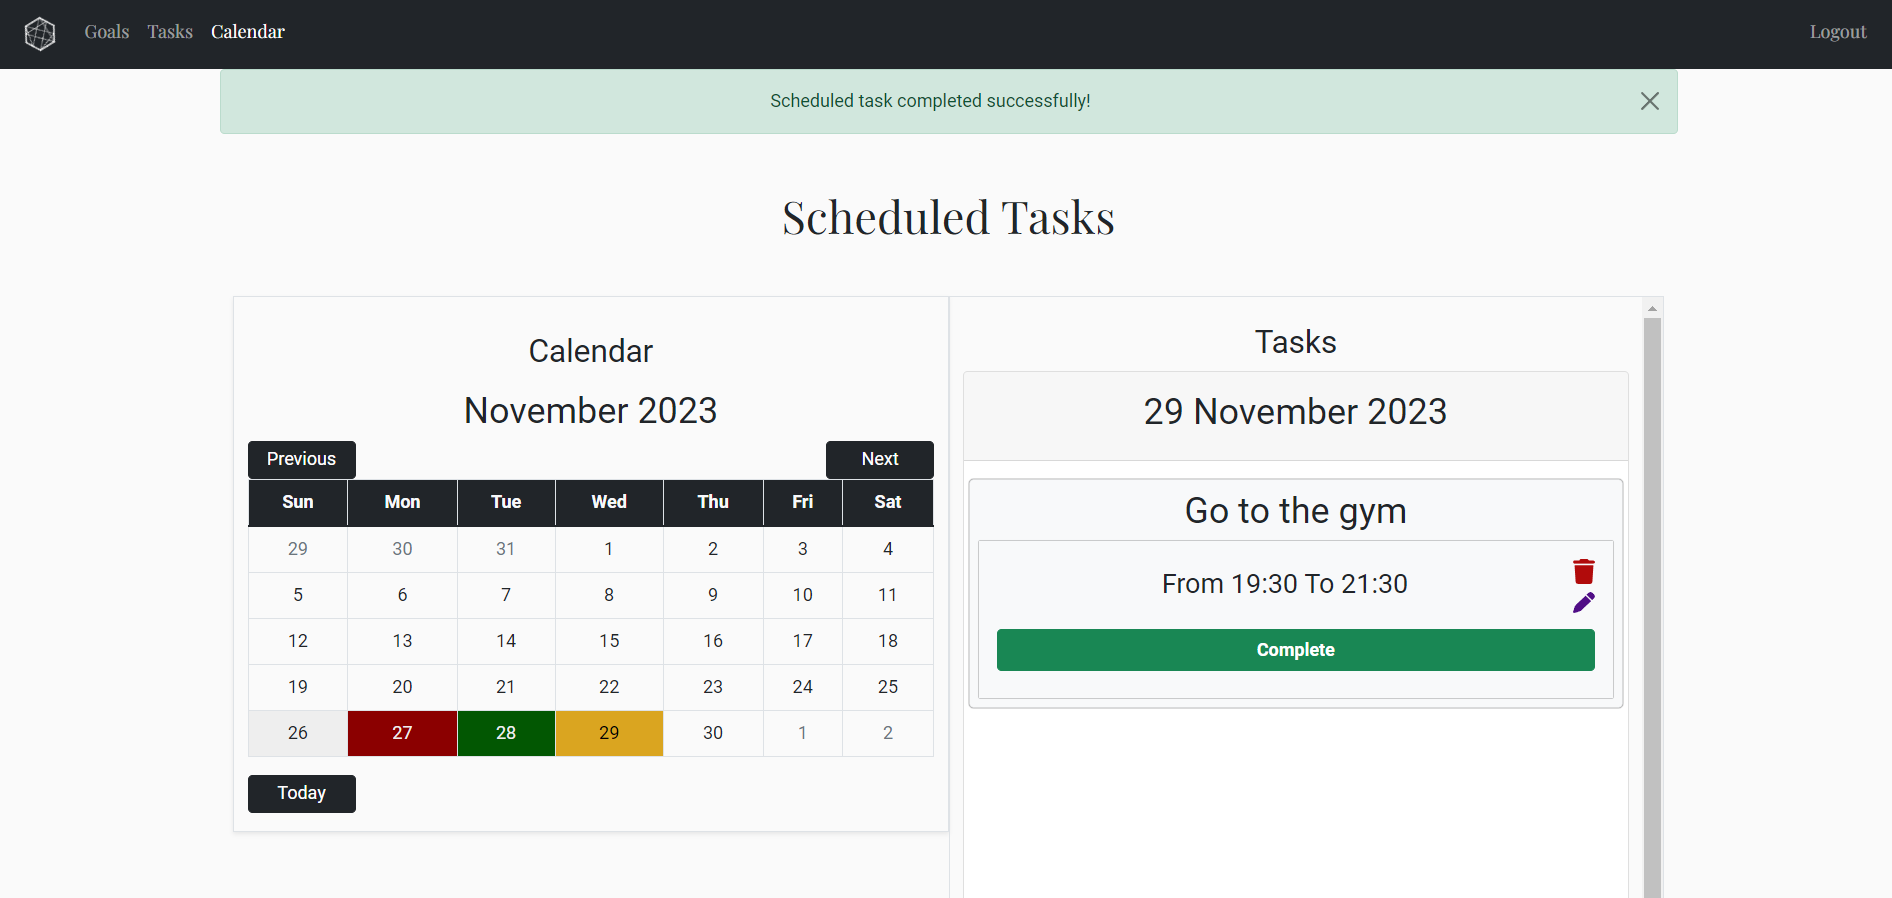 Goals Tasks Calendar Logout
Scheduled task completed successfully!
Scheduled Tasks
Calendar
November 2023
Previous Next
Sun Mon Tue Wed Thu Fri Sat
29 30 31 1 2 3 4
5 6 7 8 9 10 11
12 13 14 15 16 17 18
19 20 21 22 23 24 25
26 27 28 29 30 1 2
Today
Tasks
29 November 2023
Go to the gym
From 19:30 To 21:30
Complete